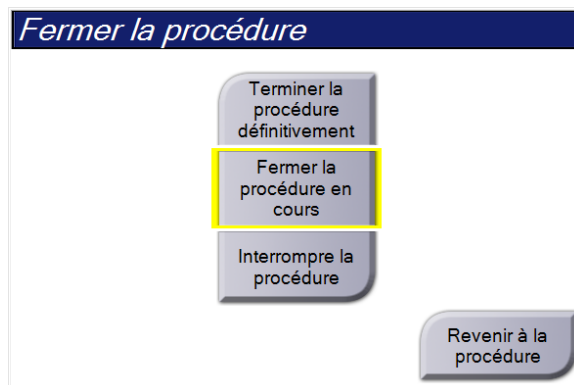 Fermer la procédure
Terminer la
procédure
définitivement
Fermer la
procédure en
cours
Interrompre la
procédure
Revenir à la
procédure